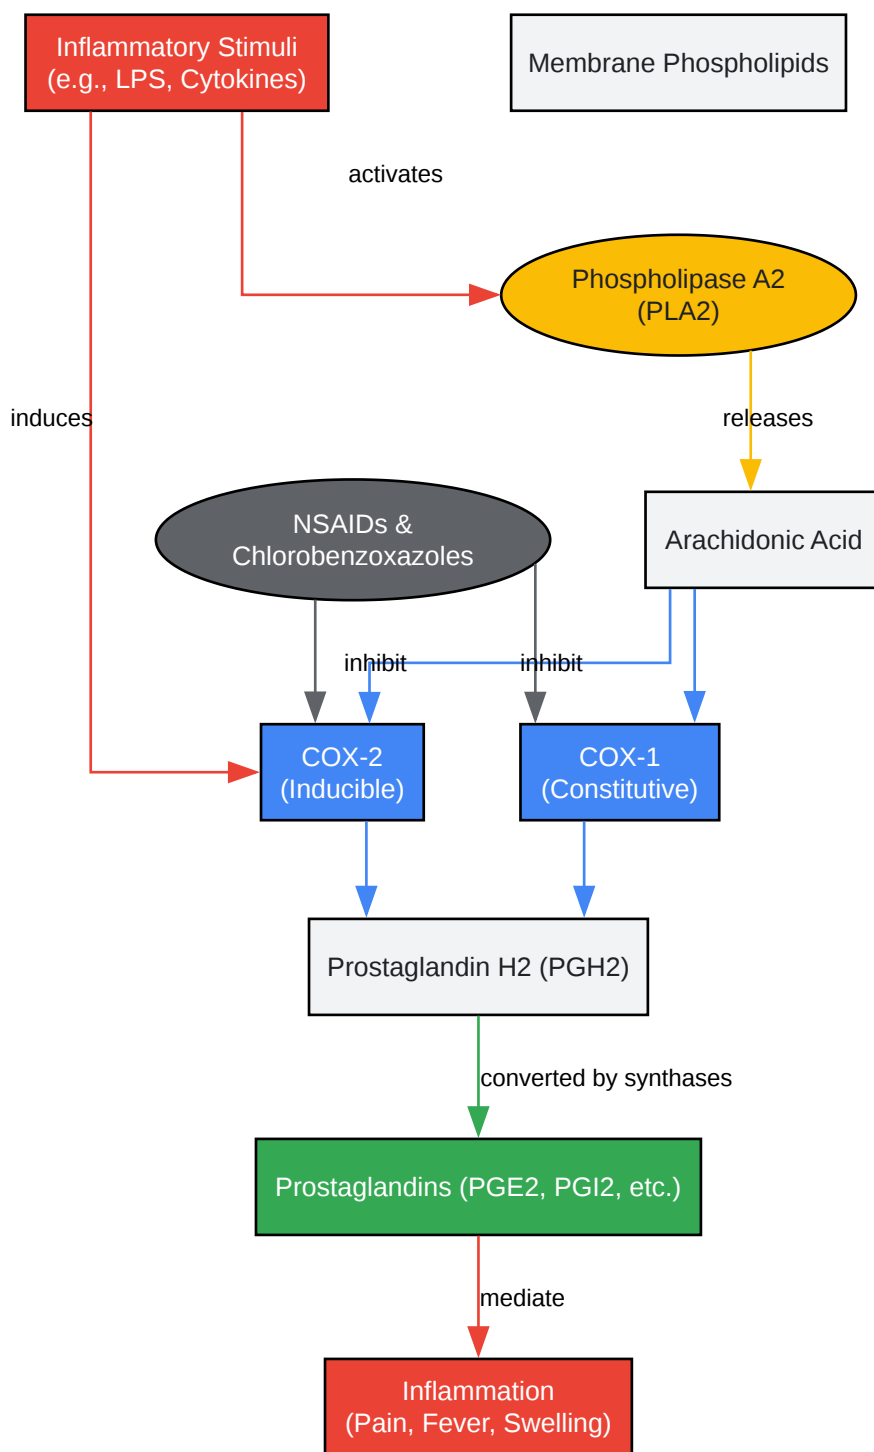 Inflammatory Stimuli
(e.g., LPS, Cytokines)
Membrane Phospholipids
activates
Phospholipase A2
(PLA2)
induces
releases
NSAIDs &
Chlorobenzoxazoles
Arachidonic Acid
inhibit
inhibit
COX-2
(Inducible)
COX-1
(Constitutive)
Prostaglandin H2 (PGH2)
converted by synthases
Prostaglandins (PGE2, PGI2, etc.)
mediate
Inflammation
(Pain, Fever, Swelling)